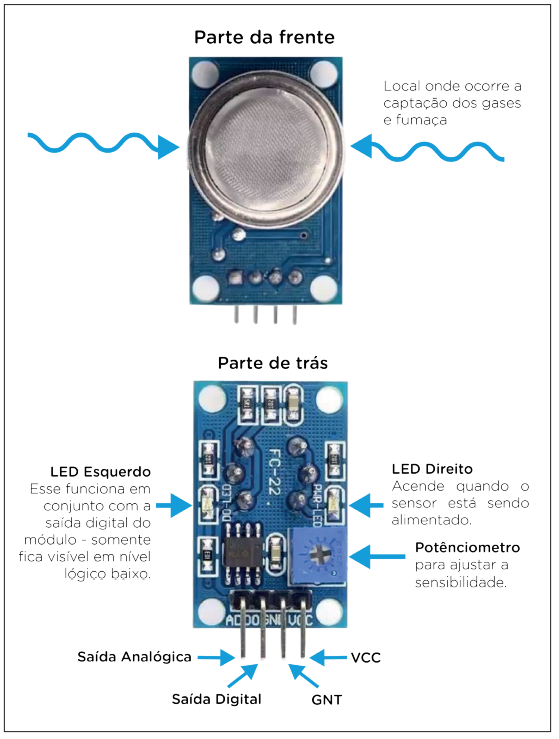 Parte da frente
Local onde ocorre a
captação dos gases
e fumaça
Parte de trás
LED Esquerdo
Esse funciona em
conjunto com a
saída digital do
módulo - somente
fica visível em nível
lógico baixo.
LED Direito
Acende quando o
sensor está sendo
alimentado.
Potênciometro
para ajustar a
sensibilidade.
FC-22
DO-LED
PWR-LED
AO DO GND VCC
Saída Analógica
VCC
Saída Digital
GNT